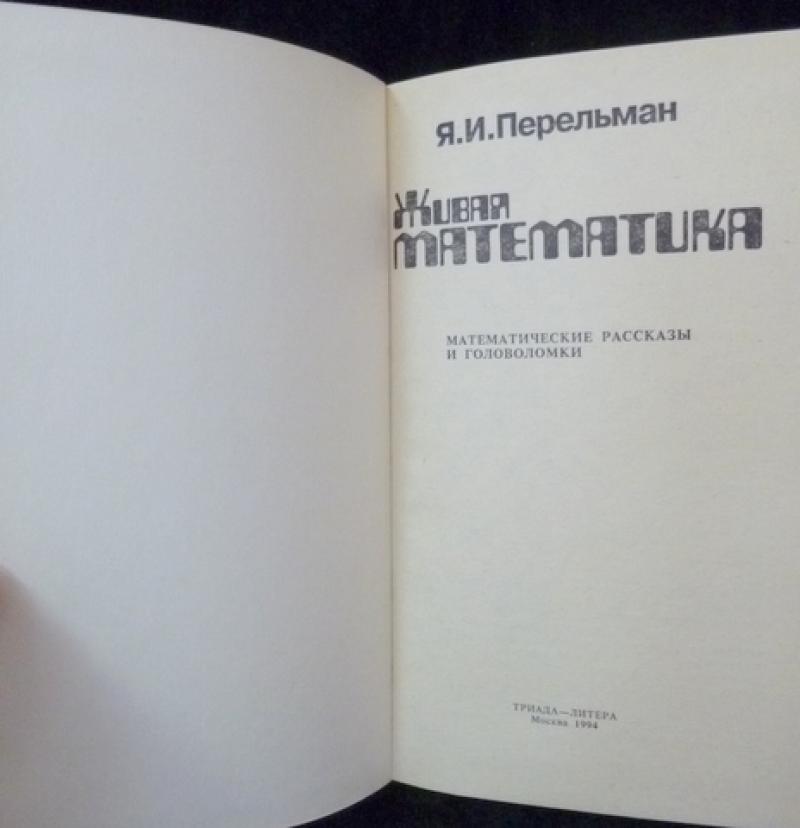 Я.И.Перельман
Живая
МАТЕМАТИКА
МАТЕМАТИЧЕСКИЕ РАССКАЗЫ
И ГОЛОВОЛОМКИ
ТРИАДА—ЛИТЕРА
Москва 1994